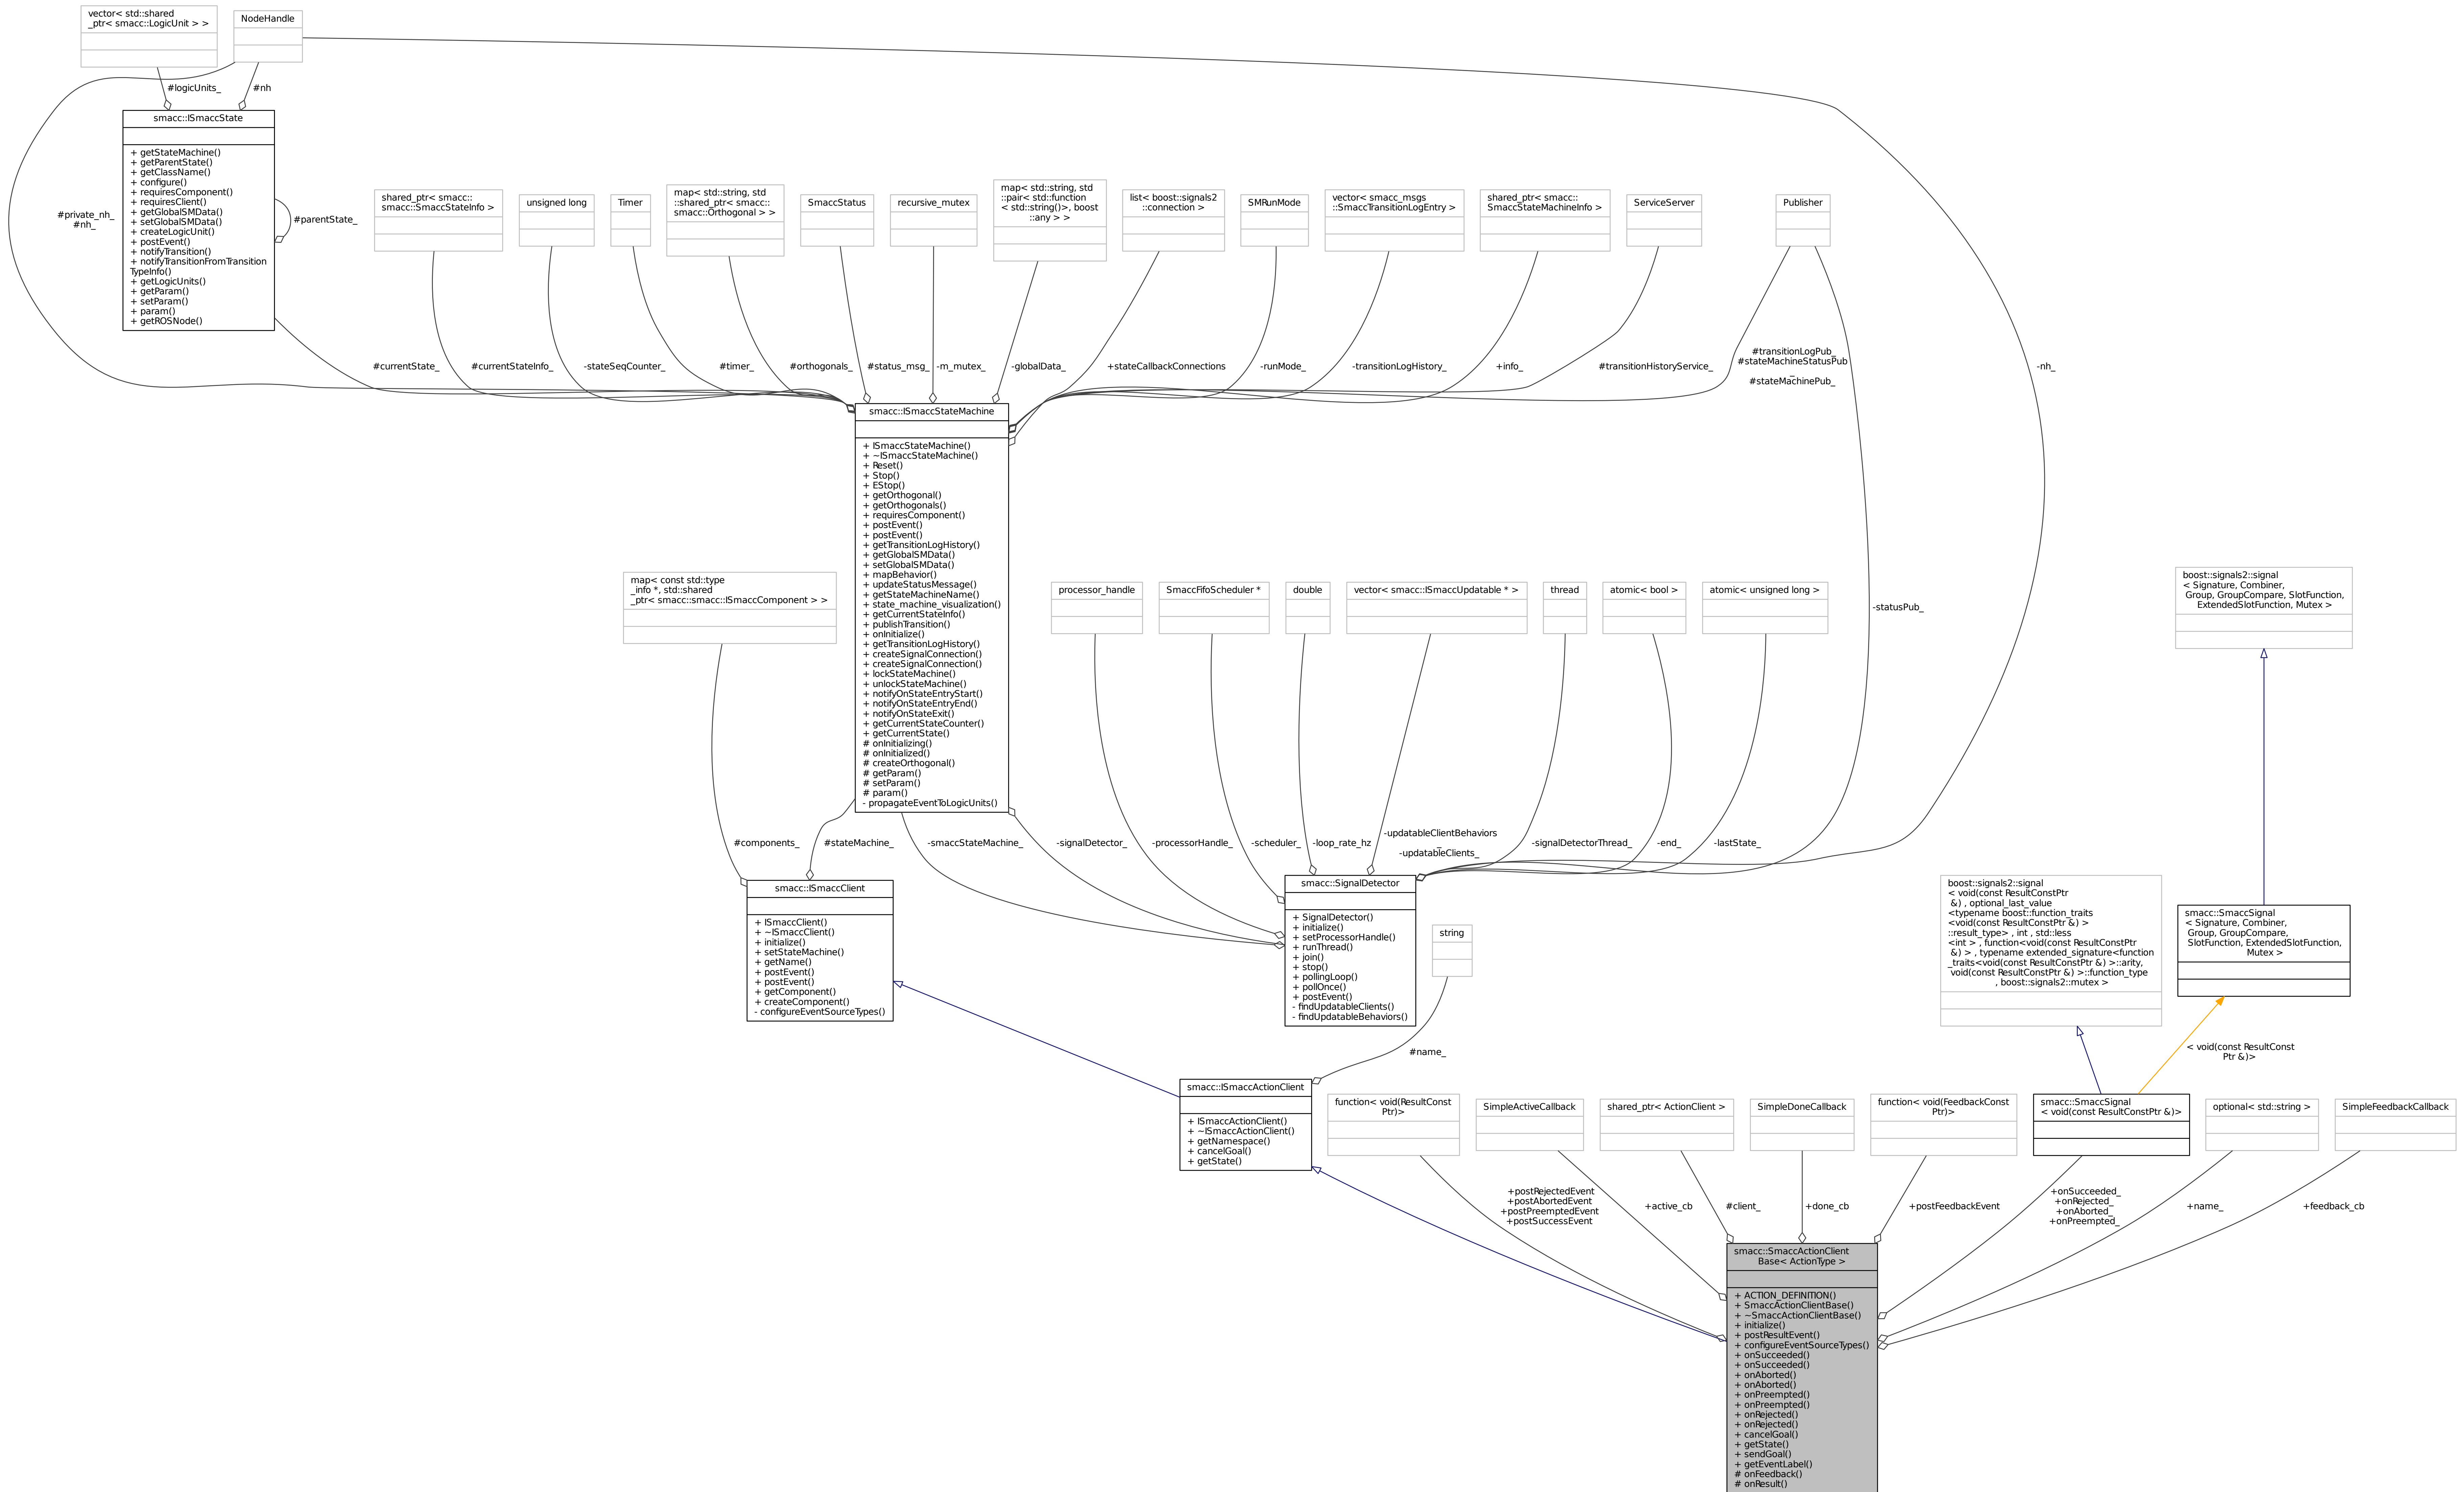 vector< std::shared
_ptr< smacc::LogicUnit > >
NodeHandle
#logicUnits_
#nh
smacc::ISmaccState
+ getStateMachine()
+ getParentState()
+ getClassName()
+ configure()
+ requiresComponent()
+ requiresClient()
+ getGlobalSMData()
+ setGlobalSMData()
+ createLogicUnit()
+ postEvent()
+ notifyTransition()
+ notifyTransitionFromTransition
TypeInfo()
+ getLogicUnits()
+ getParam()
+ setParam()
+ param()
+ getROSNode()
#private_nh_
#nh_
#parentState_
shared_ptr< smacc::
smacc::SmaccStateInfo >
unsigned long
Timer
map< std::string, std
::shared_ptr< smacc::
smacc::Orthogonal > >
SmaccStatus
recursive_mutex
map< std::string, std
::pair< std::function
< std::string()>, boost
::any > >
list< boost::signals2
::connection >
SMRunMode
vector< smacc_msgs
::SmaccTransitionLogEntry >
shared_ptr< smacc::
SmaccStateMachineInfo >
ServiceServer
Publisher
#currentState_
#currentStateInfo_
-stateSeqCounter_
#timer_
#orthogonals_
#status_msg_
-m_mutex_
-globalData_
+stateCallbackConnections
-runMode_
-transitionLogHistory_
+info_
#transitionHistoryService_
#transitionLogPub_
#stateMachineStatusPub
_
#stateMachinePub_
-nh_
smacc::ISmaccStateMachine
+ ISmaccStateMachine()
+ ~ISmaccStateMachine()
+ Reset()
+ Stop()
+ EStop()
+ getOrthogonal()
+ getOrthogonals()
+ requiresComponent()
+ postEvent()
+ postEvent()
+ getTransitionLogHistory()
+ getGlobalSMData()
+ setGlobalSMData()
+ mapBehavior()
+ updateStatusMessage()
+ getStateMachineName()
+ state_machine_visualization()
+ getCurrentStateInfo()
+ publishTransition()
+ onInitialize()
+ getTransitionLogHistory()
+ createSignalConnection()
+ createSignalConnection()
+ lockStateMachine()
+ unlockStateMachine()
+ notifyOnStateEntryStart()
+ notifyOnStateEntryEnd()
+ notifyOnStateExit()
+ getCurrentStateCounter()
+ getCurrentState()
# onInitializing()
# onInitialized()
# createOrthogonal()
# getParam()
# setParam()
# param()
- propagateEventToLogicUnits()
map< const std::type
_info *, std::shared
_ptr< smacc::smacc::ISmaccComponent > >
processor_handle
SmaccFifoScheduler *
double
vector< smacc::ISmaccUpdatable * >
thread
atomic< bool >
atomic< unsigned long >
-statusPub_
boost::signals2::signal
< Signature, Combiner,
Group, GroupCompare, SlotFunction,
ExtendedSlotFunction, Mutex >
#components_
#stateMachine_
-smaccStateMachine_
-signalDetector_
-processorHandle_
-scheduler_
-loop_rate_hz
-updatableClientBehaviors
_
-updatableClients_
-signalDetectorThread_
-end_
-lastState_
smacc::ISmaccClient
+ ISmaccClient()
+ ~ISmaccClient()
+ initialize()
+ setStateMachine()
+ getName()
+ postEvent()
+ postEvent()
+ getComponent()
+ createComponent()
- configureEventSourceTypes()
smacc::SignalDetector
+ SignalDetector()
+ initialize()
+ setProcessorHandle()
+ runThread()
+ join()
+ stop()
+ pollingLoop()
+ pollOnce()
+ postEvent()
- findUpdatableClients()
- findUpdatableBehaviors()
string
#name_
boost::signals2::signal
< void(const ResultConstPtr
&) , optional_last_value
<typename boost::function_traits
<void(const ResultConstPtr &) >
::result_type> , int , std::less
<int > , function<void(const ResultConstPtr
&) > , typename extended_signature<function
_traits<void(const ResultConstPtr &) >::arity,
void(const ResultConstPtr &) >::function_type
, boost::signals2::mutex >
smacc::SmaccSignal
< Signature, Combiner,
Group, GroupCompare,
SlotFunction, ExtendedSlotFunction,
Mutex >
< void(const ResultConst
Ptr &)>
smacc::ISmaccActionClient
+ ISmaccActionClient()
+ ~ISmaccActionClient()
+ getNamespace()
+ cancelGoal()
+ getState()
function< void(ResultConst
Ptr)>
SimpleActiveCallback
shared_ptr< ActionClient >
SimpleDoneCallback
function< void(FeedbackConst
Ptr)>
smacc::SmaccSignal
< void(const ResultConstPtr &)>
optional< std::string >
SimpleFeedbackCallback
+postRejectedEvent
+postAbortedEvent
+postPreemptedEvent
+postSuccessEvent
+active_cb
#client_
+done_cb
+postFeedbackEvent
+onSucceeded_
+onRejected_
+onAborted_
+onPreempted_
+name_
+feedback_cb
smacc::SmaccActionClient
Base< ActionType >
+ ACTION_DEFINITION()
+ SmaccActionClientBase()
+ ~SmaccActionClientBase()
+ initialize()
+ postResultEvent()
+ configureEventSourceTypes()
+ onSucceeded()
+ onSucceeded()
+ onAborted()
+ onAborted()
+ onPreempted()
+ onPreempted()
+ onRejected()
+ onRejected()
+ cancelGoal()
+ getState()
+ sendGoal()
+ getEventLabel()
# onFeedback()
# onResult()